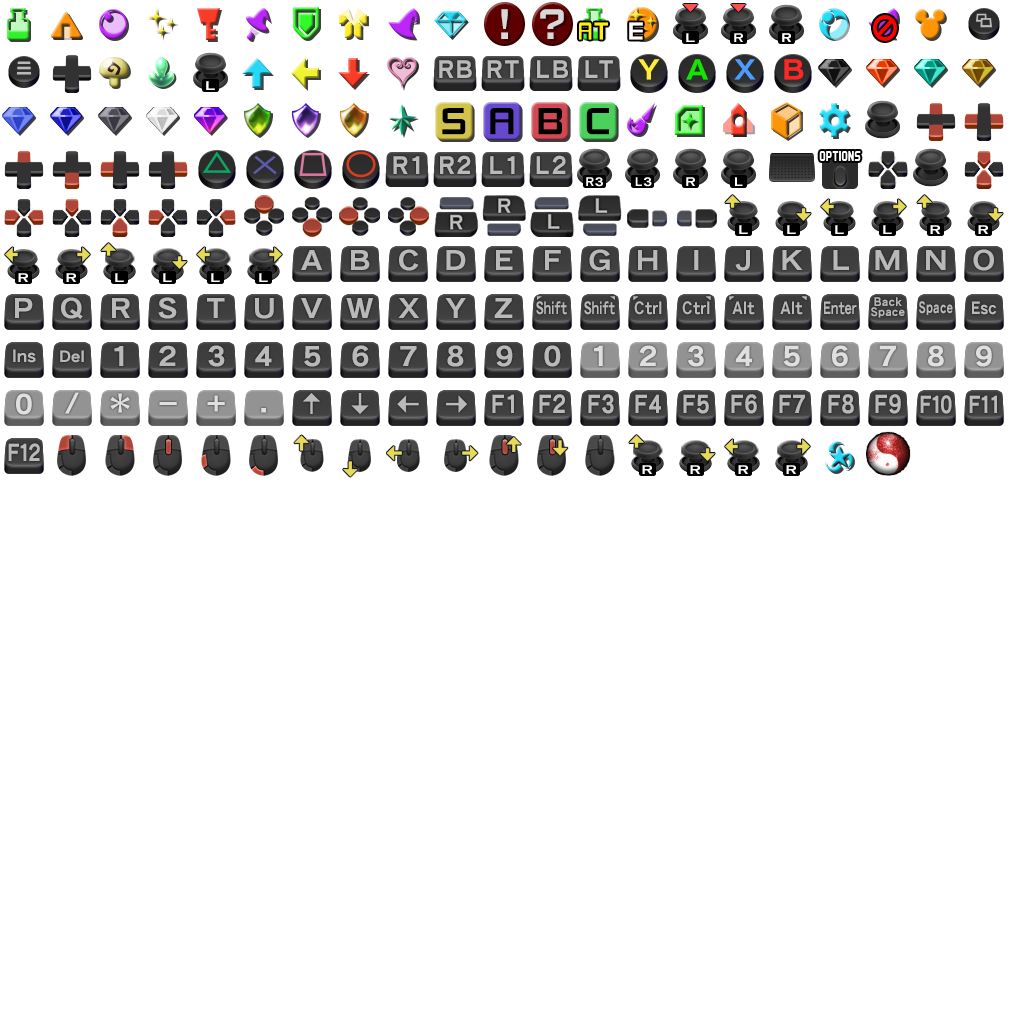 ! ? AT E L R R
L RB RT LB LT Y A X B
S A B C
R1 R2 L1 L2 R3 L3 R L OPTIONS
R R L L L L L L R R
R R L L L L A B C D E F G H I J K L M N O
P Q R S T U V W X Y Z Shift Shift Ctrl Ctrl Alt Alt Enter Back Space Space Esc
Ins Del 1 2 3 4 5 6 7 8 9 0 1 2 3 4 5 6 7 8 9
0 / * − + . ↑ ↓ ← → F1 F2 F3 F4 F5 F6 F7 F8 F9 F10 F11
F12 R R R R